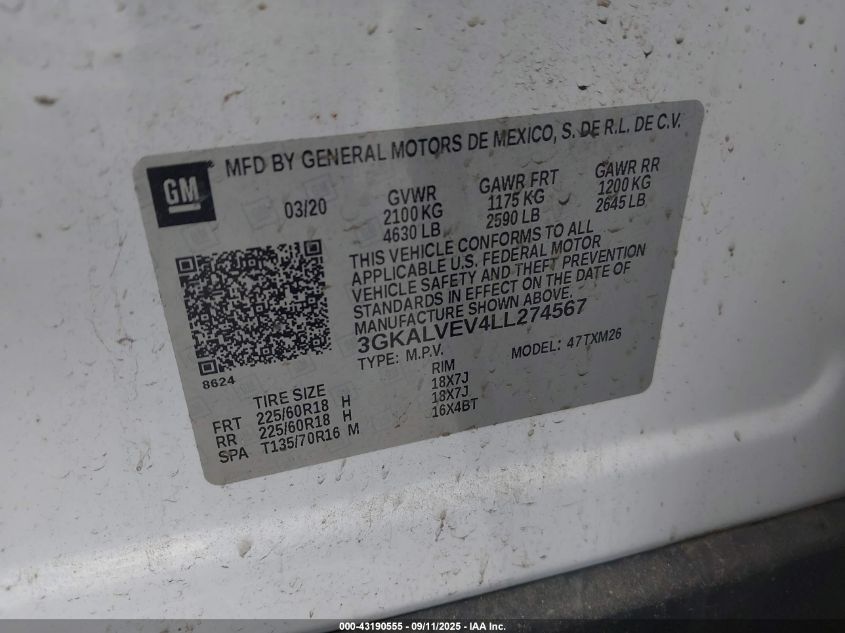 MFD BY GENERAL MOTORS DE MEXICO, S. DE R.L. DE C.V.
GM
03/20
GVWR
2100 KG
4630 LB
GAWR FRT
1175 KG
2590 LB
GAWR RR
1200 KG
2645 LB
THIS VEHICLE CONFORMS TO ALL
APPLICABLE U.S. FEDERAL MOTOR
VEHICLE SAFETY AND THEFT PREVENTION
STANDARDS IN EFFECT ON THE DATE OF
MANUFACTURE SHOWN ABOVE.
3GKALVEV4LL274567
TYPE: M.P.V.
MODEL: 47TXM26
8624
TIRE SIZE
RIM
FRT 225/60R18 H 18X7J
RR 225/60R18 H 18X7J
SPA T135/70R16 M 16X4BT
000-43190555 - 09/11/2025 - IAA Inc.